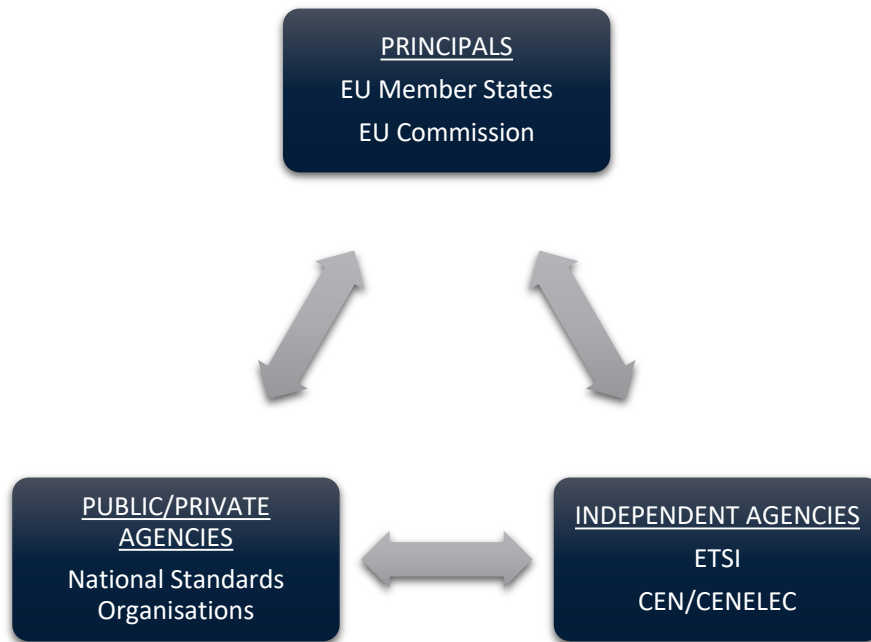 PRINCIPALS
EU Member States
EU Commission
PUBLIC/PRIVATE
AGENCIES
National Standards
Organisations
INDEPENDENT AGENCIES
ETSI
CEN/CENELEC